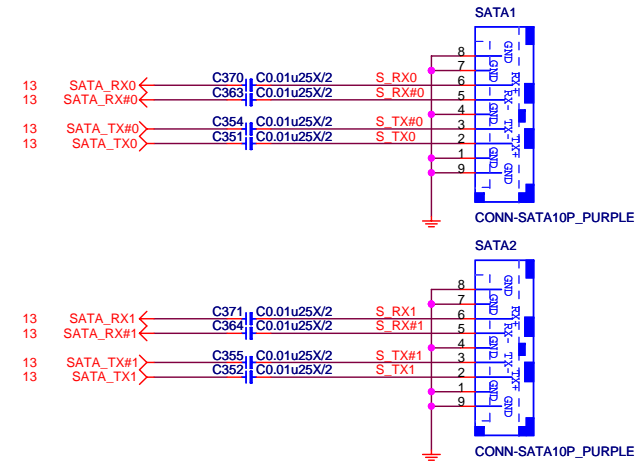 SATA1
8 GND
7 GND
13 SATA_RX0 C370 C0.01u25X/2 S_RX0 6 RX+
13 SATA_RX#0 C363 C0.01u25X/2 S_RX#0 5 RX-
4 GND
13 SATA_TX#0 C354 C0.01u25X/2 S_TX#0 3 TX-
13 SATA_TX0 C351 C0.01u25X/2 S_TX0 2 TX+
1 GND
9 GND
CONN-SATA10P_PURPLE
SATA2
8 GND
7 GND
13 SATA_RX1 C371 C0.01u25X/2 S_RX1 6 RX+
13 SATA_RX#1 C364 C0.01u25X/2 S_RX#1 5 RX-
4 GND
13 SATA_TX#1 C355 C0.01u25X/2 S_TX#1 3 TX-
13 SATA_TX1 C352 C0.01u25X/2 S_TX1 2 TX+
1 GND
9 GND
CONN-SATA10P_PURPLE